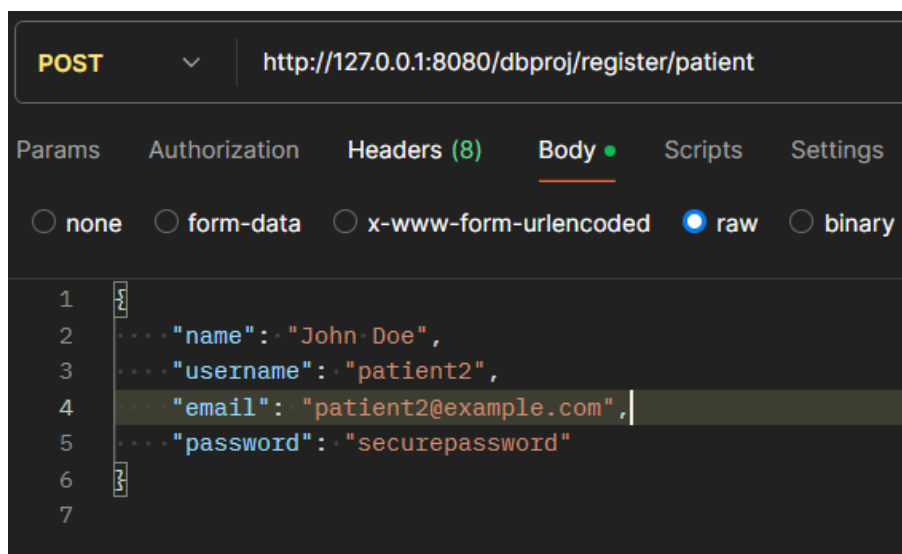 POST http://127.0.0.1:8080/dbproj/register/patient
Params Authorization Headers (8) Body Scripts Settings
none form-data x-www-form-urlencoded raw binary
1 {
2 "name": "John Doe",
3 "username": "patient2",
4 "email": "patient2@example.com",
5 "password": "securepassword"
6 }
7